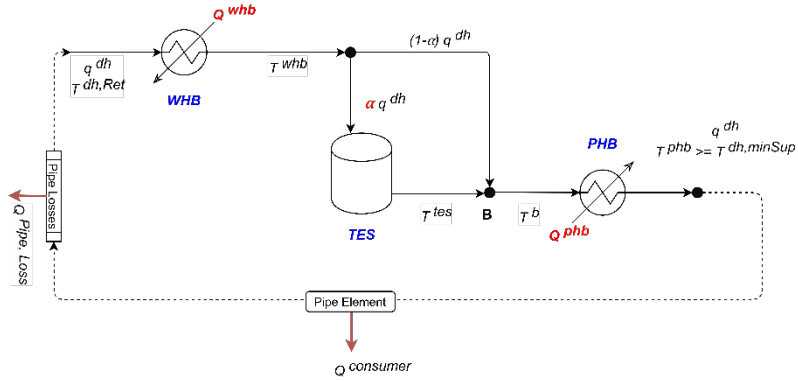 Q whb
q dh
T dh,Ret
WHB
T whb
(1-α) q dh
α q dh
TES
T tes
B
T b
PHB
Q phb
q dh
T phb >= T dh,minSup
Pipe Losses
Q Pipe, Loss
Pipe Element
Q consumer